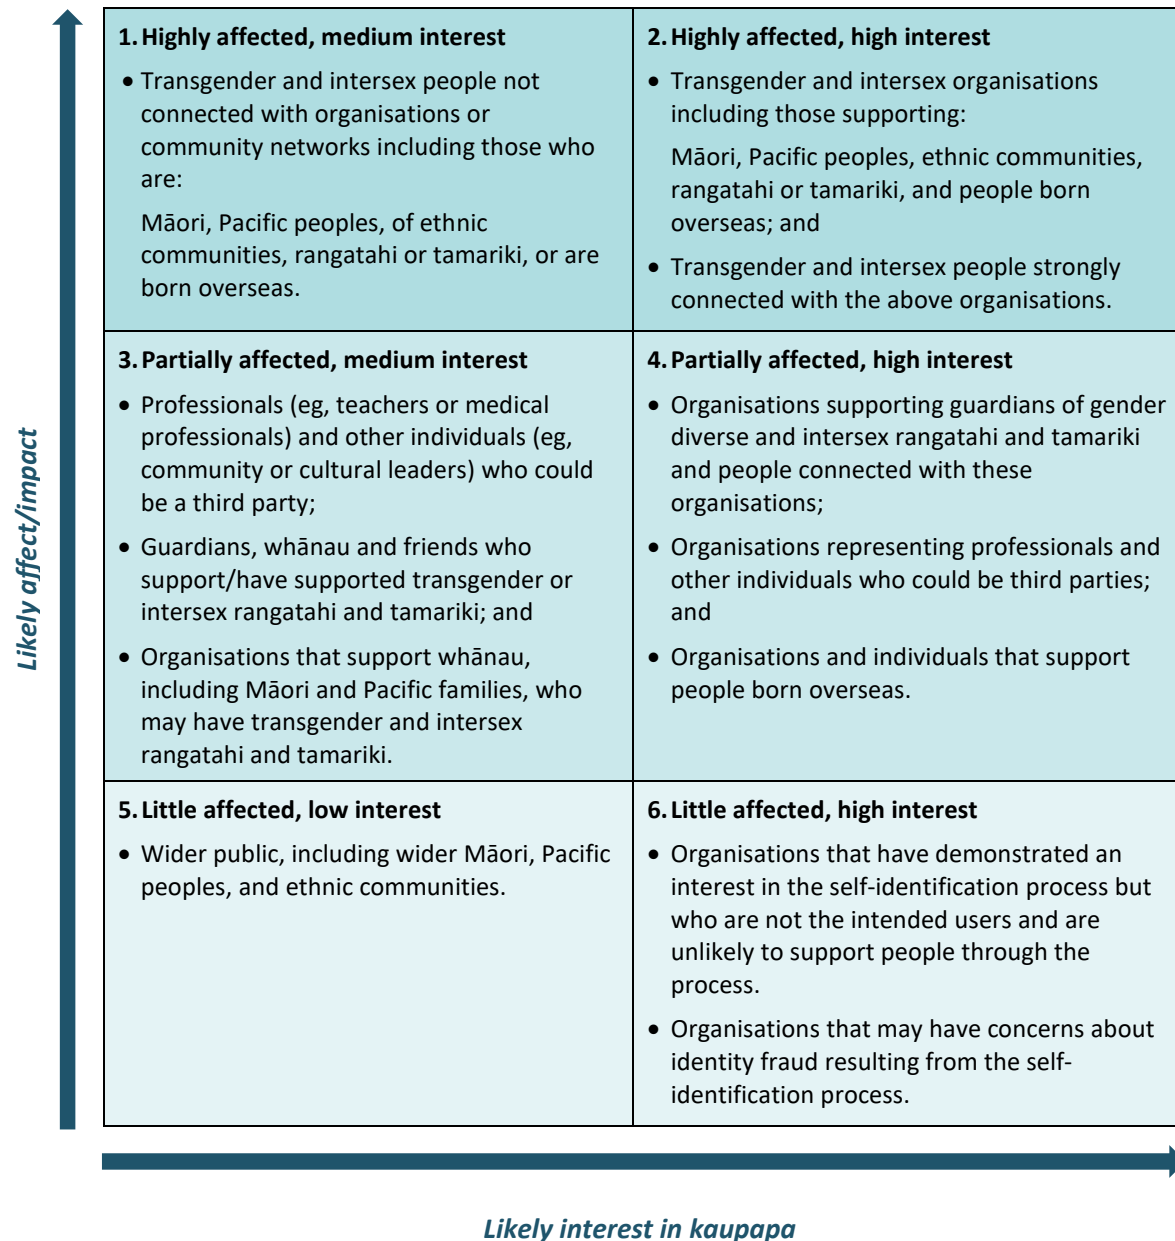 1. Highly affected, medium interest
• Transgender and intersex people not
connected with organisations or
community networks including those who
are:
Māori, Pacific peoples, of ethnic
communities, rangatahi or tamariki, or are
born overseas.
2. Highly affected, high interest
• Transgender and intersex organisations
including those supporting:
Māori, Pacific peoples, ethnic communities,
rangatahi or tamariki, and people born
overseas; and
• Transgender and intersex people strongly
connected with the above organisations.
3. Partially affected, medium interest
• Professionals (eg, teachers or medical
professionals) and other individuals (eg,
community or cultural leaders) who could
be a third party;
• Guardians, whānau and friends who
support/have supported transgender or
intersex rangatahi and tamariki; and
• Organisations that support whānau,
including Māori and Pacific families, who
may have transgender and intersex
rangatahi and tamariki.
4. Partially affected, high interest
• Organisations supporting guardians of gender
diverse and intersex rangatahi and tamariki
and people connected with these
organisations;
• Organisations representing professionals and
other individuals who could be third parties;
and
• Organisations and individuals that support
people born overseas.
5. Little affected, low interest
• Wider public, including wider Māori, Pacific
peoples, and ethnic communities.
6. Little affected, high interest
• Organisations that have demonstrated an
interest in the self-identification process but
who are not the intended users and are
unlikely to support people through the
process.
• Organisations that may have concerns about
identity fraud resulting from the self-
identification process.
Likely affect/impact
Likely interest in kaupapa